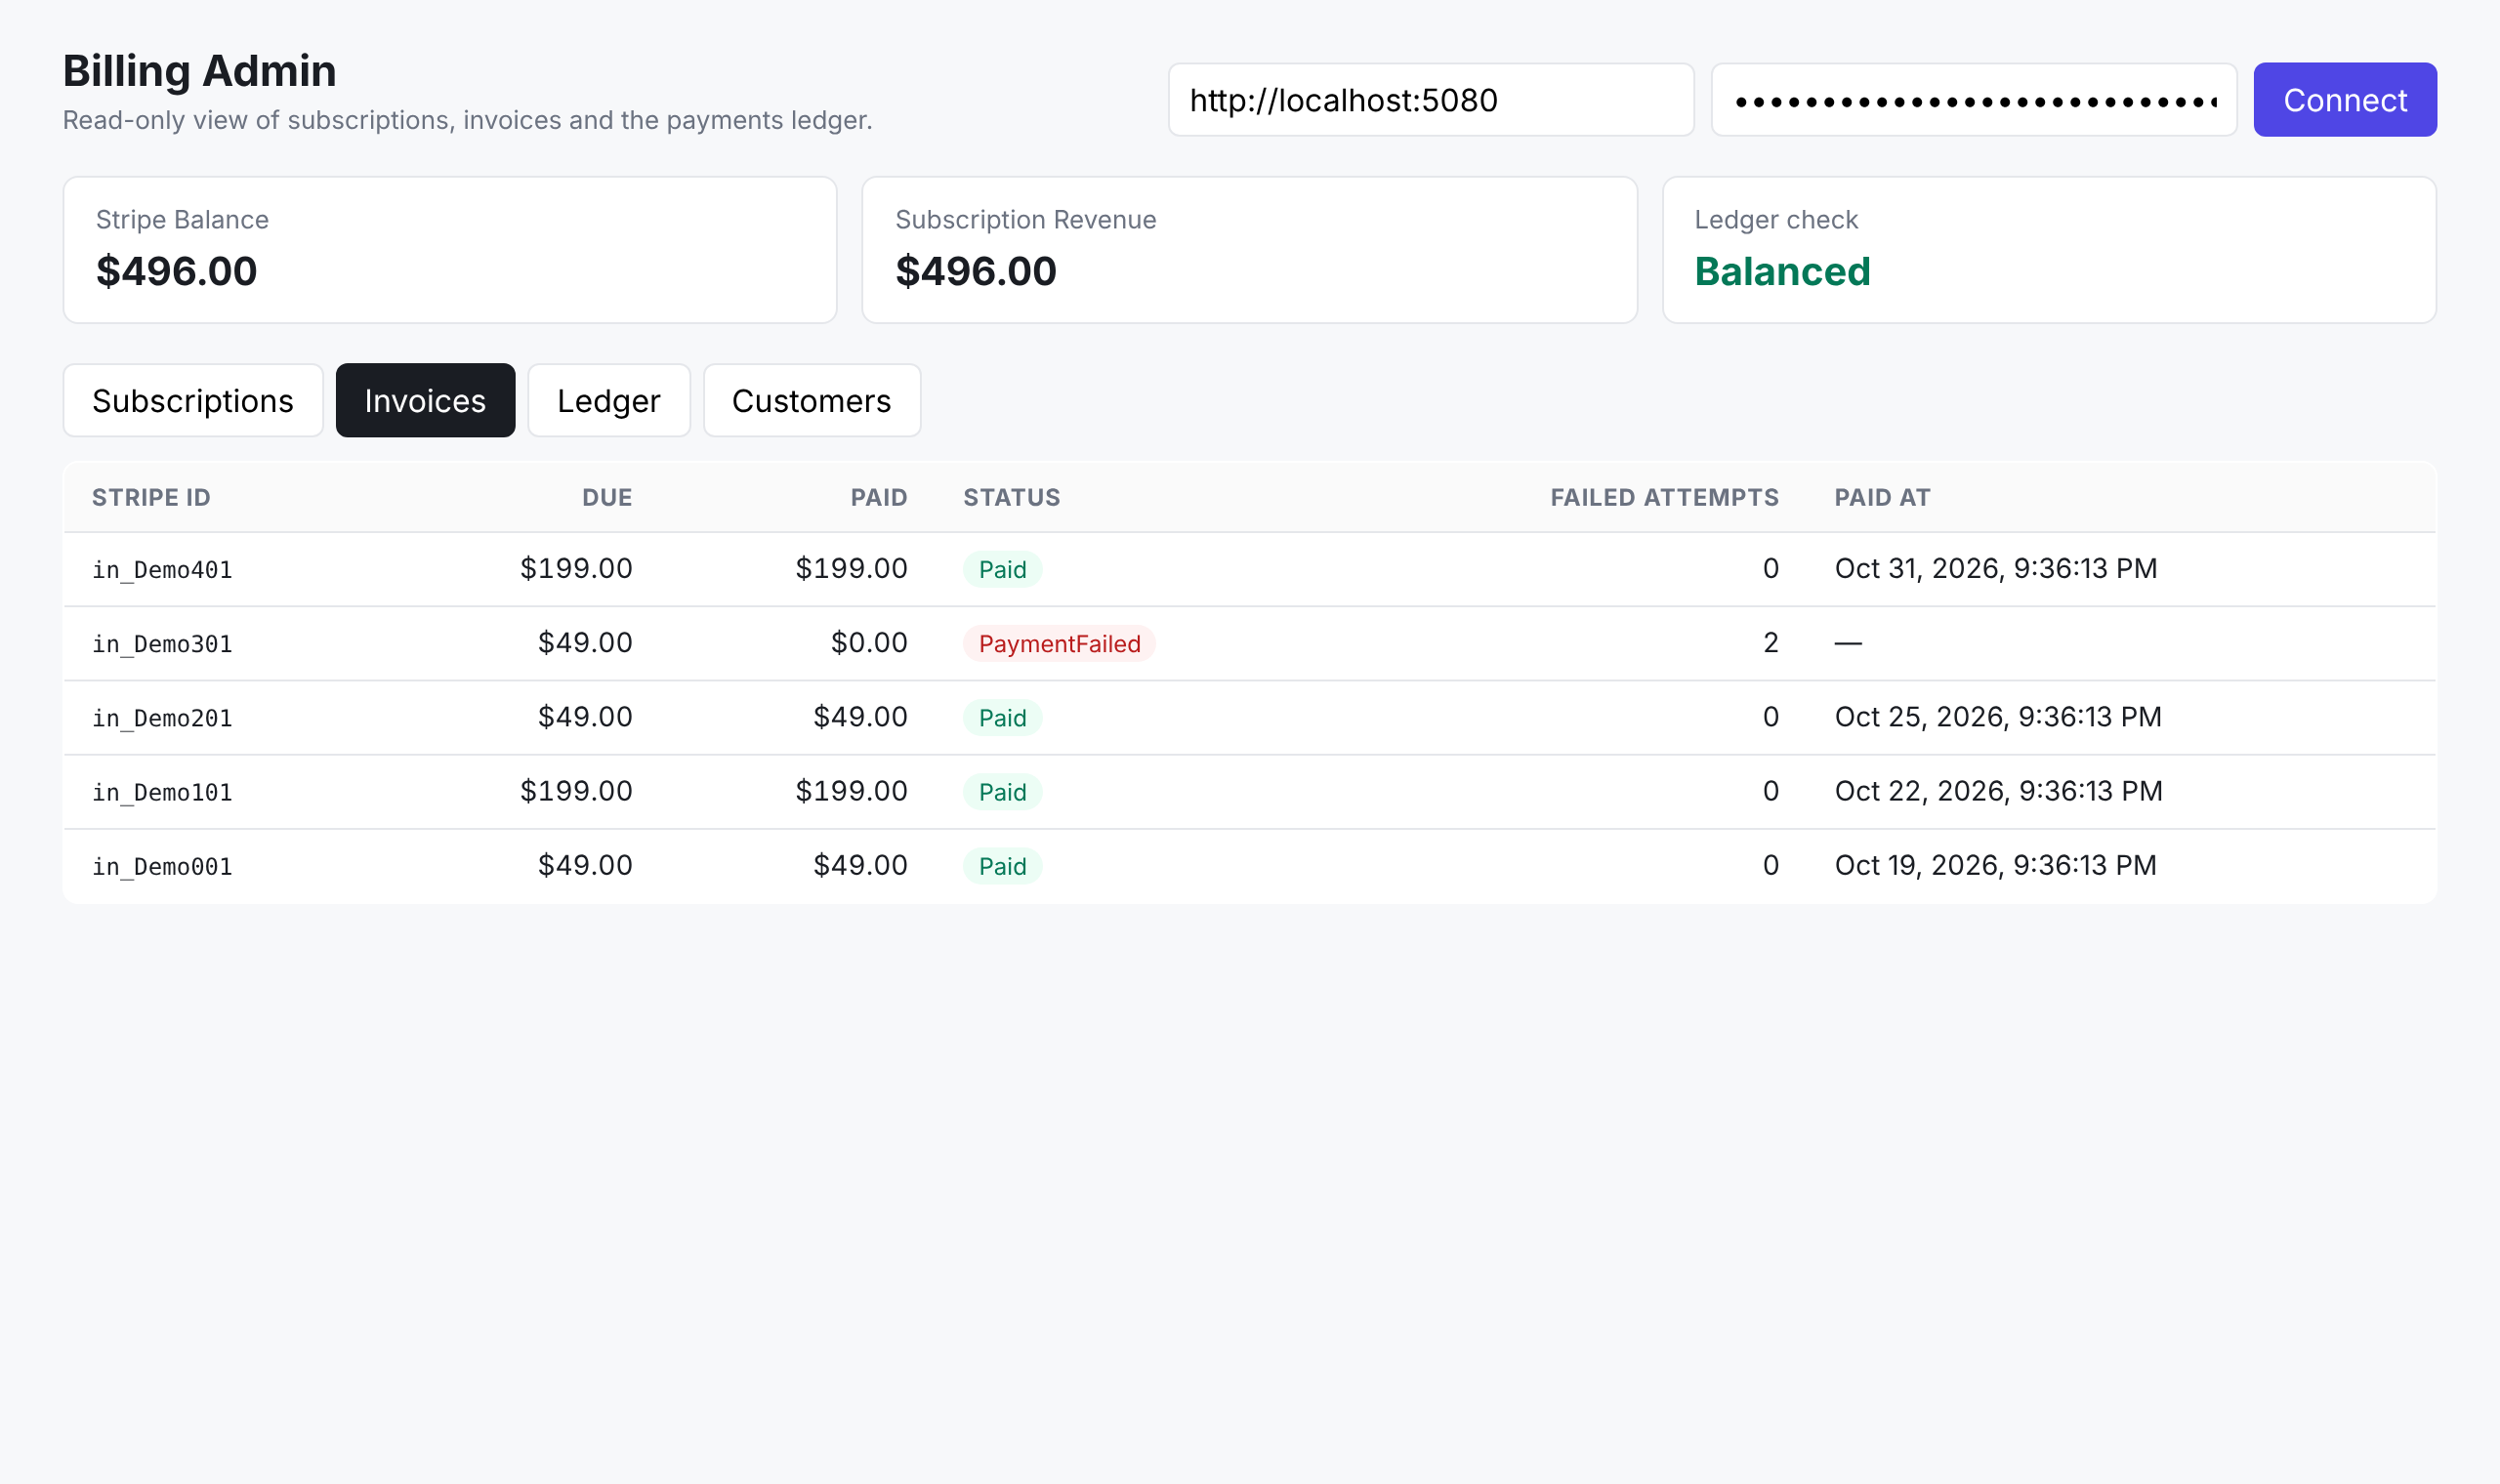 Billing Admin
Read-only view of subscriptions, invoices and the payments ledger.
http://localhost:5080
Connect
Stripe Balance
$496.00
Subscription Revenue
$496.00
Ledger check
Balanced
Subscriptions Invoices Ledger Customers
STRIPE ID DUE PAID STATUS FAILED ATTEMPTS PAID AT
in_Demo401 $199.00 $199.00 Paid 0 Oct 31, 2026, 9:36:13 PM
in_Demo301 $49.00 $0.00 PaymentFailed 2 —
in_Demo201 $49.00 $49.00 Paid 0 Oct 25, 2026, 9:36:13 PM
in_Demo101 $199.00 $199.00 Paid 0 Oct 22, 2026, 9:36:13 PM
in_Demo001 $49.00 $49.00 Paid 0 Oct 19, 2026, 9:36:13 PM